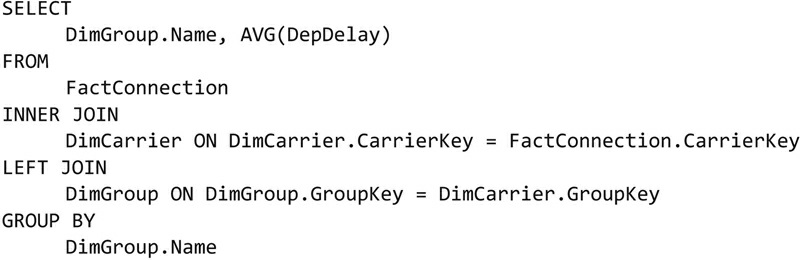 SELECT
DimGroup.Name, AVG(DepDelay)
FROM
FactConnection
INNER JOIN
DimCarrier ON DimCarrier.CarrierKey = FactConnection.CarrierKey
LEFT JOIN
DimGroup ON DimGroup.GroupKey = DimCarrier.GroupKey
GROUP BY
DimGroup.Name